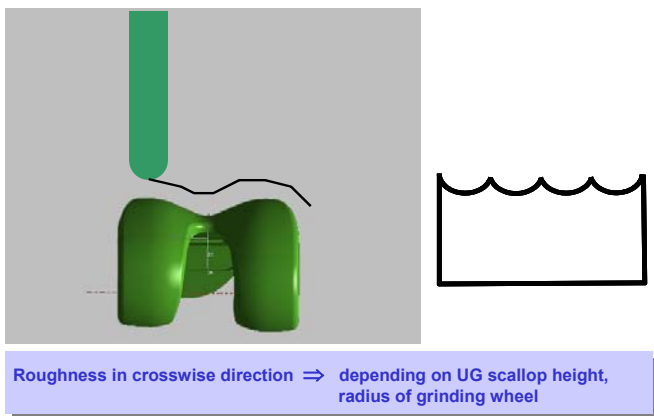 Roughness in crosswise direction ⇒ depending on UG scallop height,
radius of grinding wheel